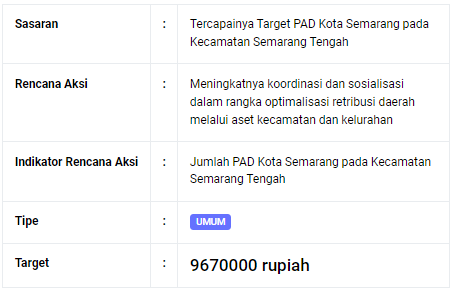 Sasaran : Tercapainya Target PAD Kota Semarang pada
Kecamatan Semarang Tengah
Rencana Aksi : Meningkatnya koordinasi dan sosialisasi
dalam rangka optimalisasi retribusi daerah
melalui aset kecamatan dan kelurahan
Indikator Rencana Aksi : Jumlah PAD Kota Semarang pada Kecamatan
Semarang Tengah
Tipe : UMUM
Target : 9670000 rupiah